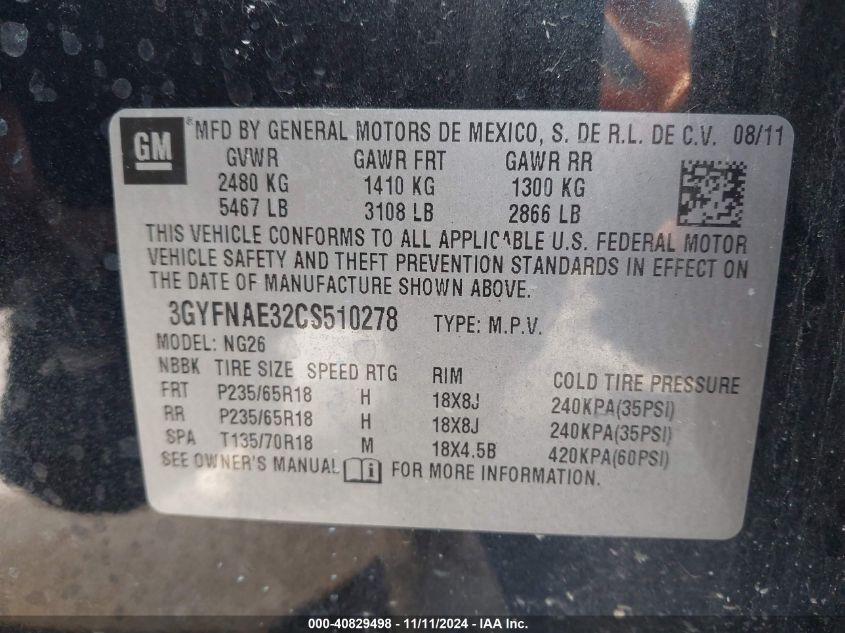 GM
® MFD BY GENERAL MOTORS DE MEXICO, S. DE R.L. DE C.V. 08/11
GVWR GAWR FRT GAWR RR
2480 KG 1410 KG 1300 KG
5467 LB 3108 LB 2866 LB
THIS VEHICLE CONFORMS TO ALL APPLICABLE U.S. FEDERAL MOTOR
VEHICLE SAFETY AND THEFT PREVENTION STANDARDS IN EFFECT ON
THE DATE OF MANUFACTURE SHOWN ABOVE.
3GYFNAE32CS510278 TYPE: M.P.V.
MODEL: NG26
NBBK TIRE SIZE SPEED RTG RIM COLD TIRE PRESSURE
FRT P235/65R18 H 18X8J 240KPA(35PSI)
RR P235/65R18 H 18X8J 240KPA(35PSI)
SPA T135/70R18 M 18X4.5B 420KPA(60PSI)
SEE OWNER'S MANUAL FOR MORE INFORMATION.
000-40829498 - 11/11/2024 - IAA Inc.